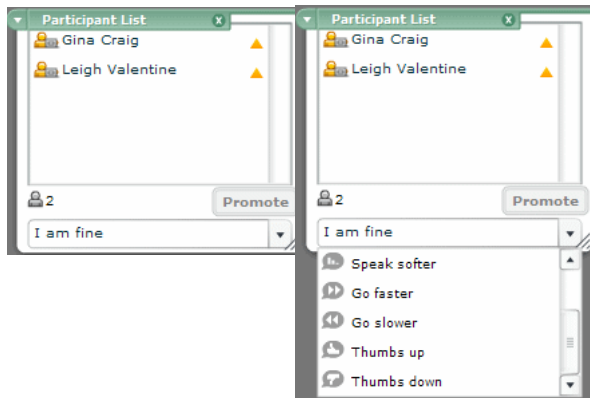 Participant List
Gina Craig
Leigh Valentine
2
Promote
I am fine
Participant List
Gina Craig
Leigh Valentine
2
Promote
I am fine
Speak softer
Go faster
Go slower
Thumbs up
Thumbs down